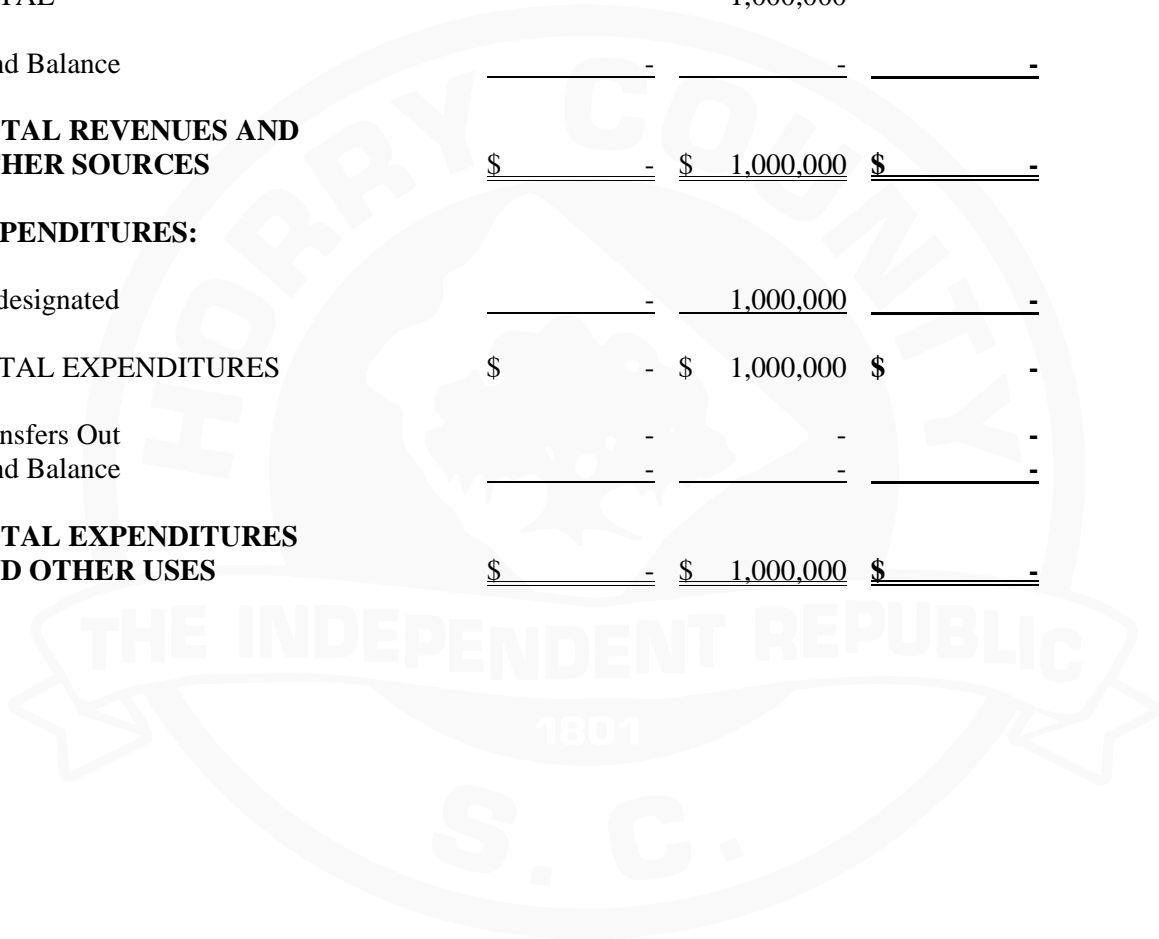 TAL 1,000,000
nd Balance - - -
TAL REVENUES AND
HER SOURCES $ - $ 1,000,000 $ -
PENDITURES:
designated - 1,000,000 -
TAL EXPENDITURES $ - $ 1,000,000 $ -
nsfers Out - - -
nd Balance - - -
TAL EXPENDITURES
D OTHER USES $ - $ 1,000,000 $ -
HORRY COUNTY
THE INDEPENDENT REPUBLIC
1801
S. C.